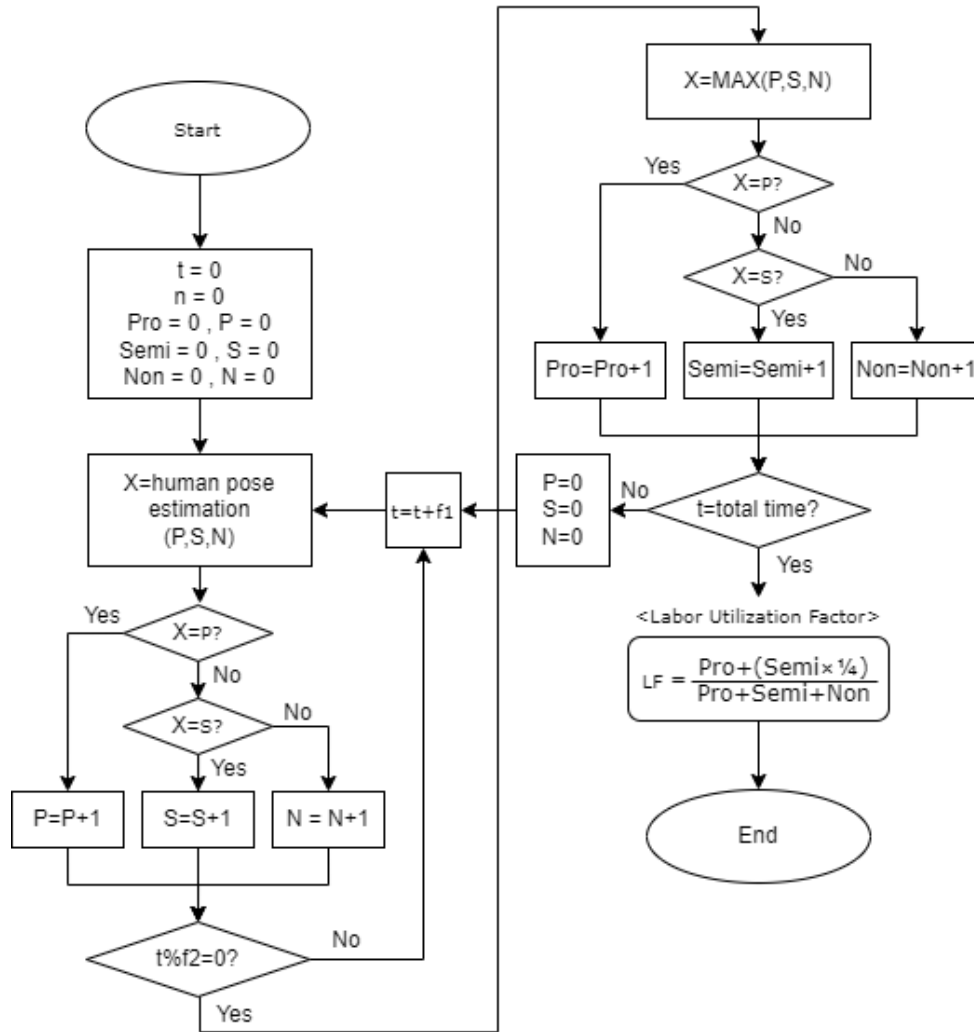 Start
t = 0
n = 0
Pro = 0 , P = 0
Semi = 0 , S = 0
Non = 0 , N = 0
X=human pose
estimation
(P,S,N)
X=P?
Yes
No
X=S?
No
Yes
P=P+1
S=S+1
N = N+1
t%f2=0?
No
Yes
t=t+f1
X=MAX(P,S,N)
X=P?
Yes
No
X=S?
No
Yes
Pro=Pro+1
Semi=Semi+1
Non=Non+1
t=total time?
No
P=0
S=0
N=0
Yes
<Labor Utilization Factor>
LF = Pro+(Semi×¼)
Pro+Semi+Non
End